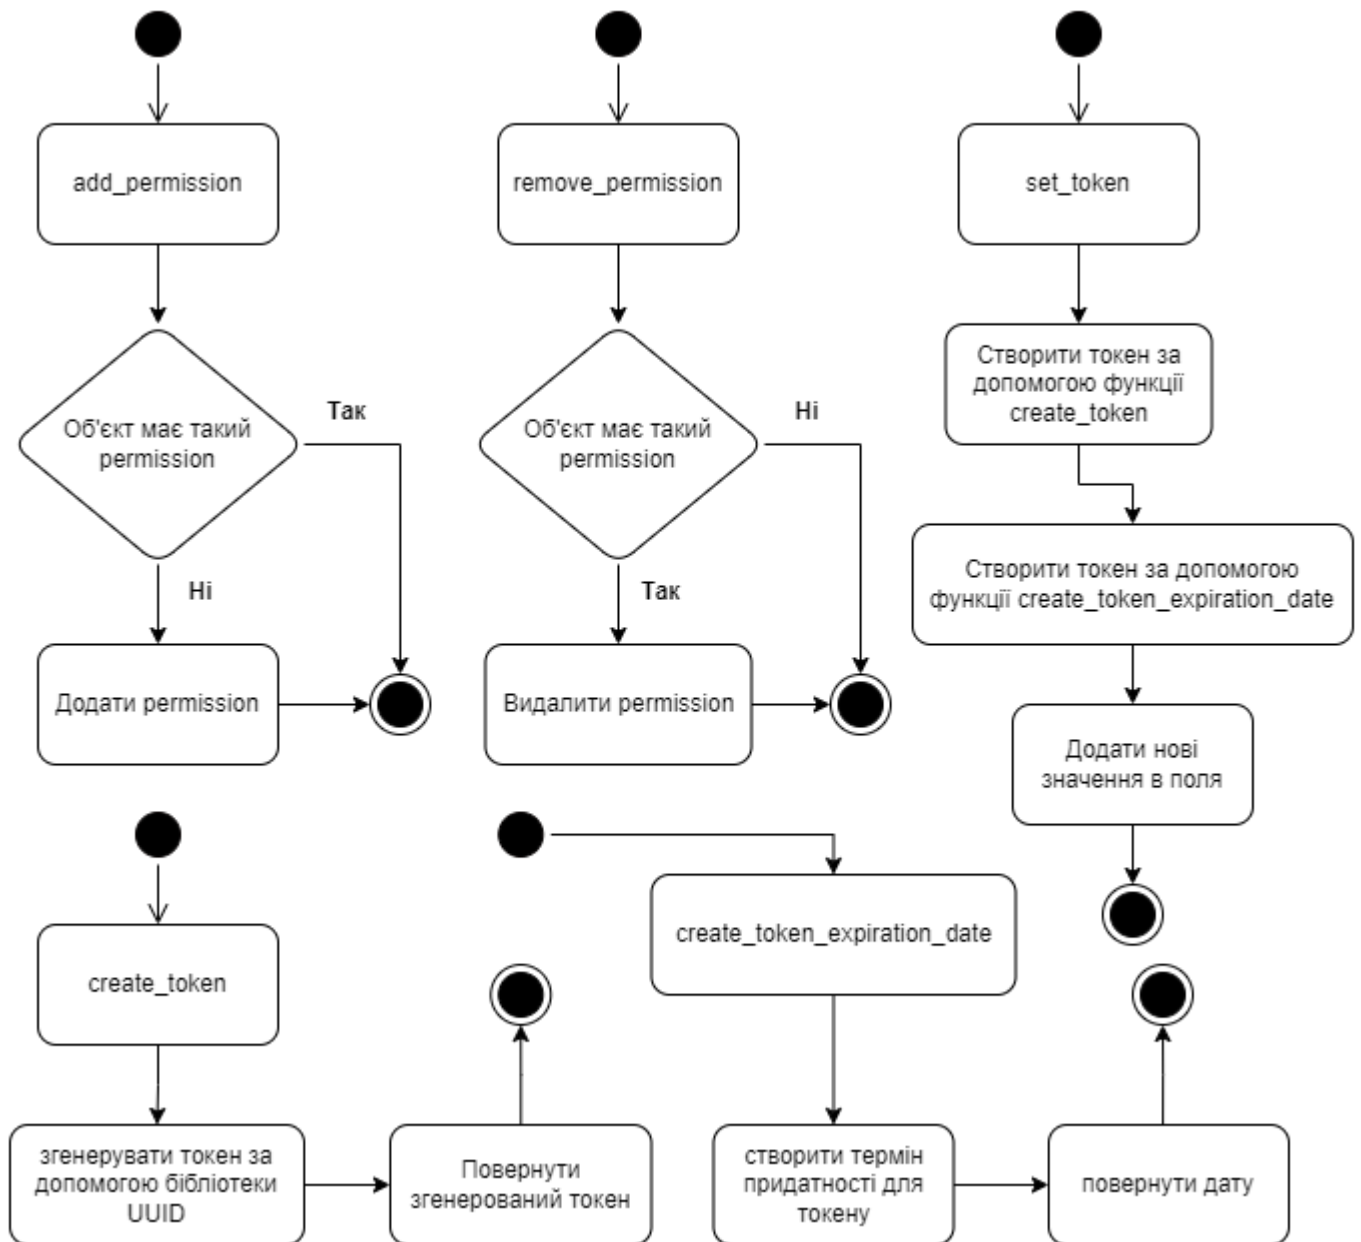 add_permission
Об'єкт має такий
permission
Так
Ні
Додати permission
remove_permission
Об'єкт має такий
permission
Ні
Так
Видалити permission
set_token
Створити токен за
допомогою функції
create_token
Створити токен за допомогою
функції create_token_expiration_date
Додати нові
значення в поля
create_token
згенерувати токен за
допомогою бібліотеки
UUID
Повернути
згенерований токен
create_token_expiration_date
створити термін
придатності для
токену
повернути дату